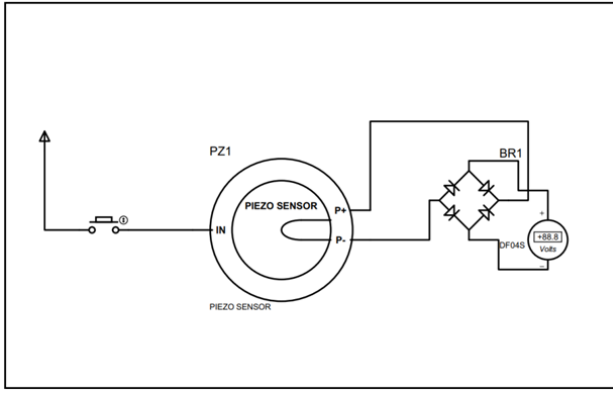 PZ1
BR1
PIEZO SENSOR
P+
IN
P-
+
+88.8
Volts
DF04S
−
PIEZO SENSOR